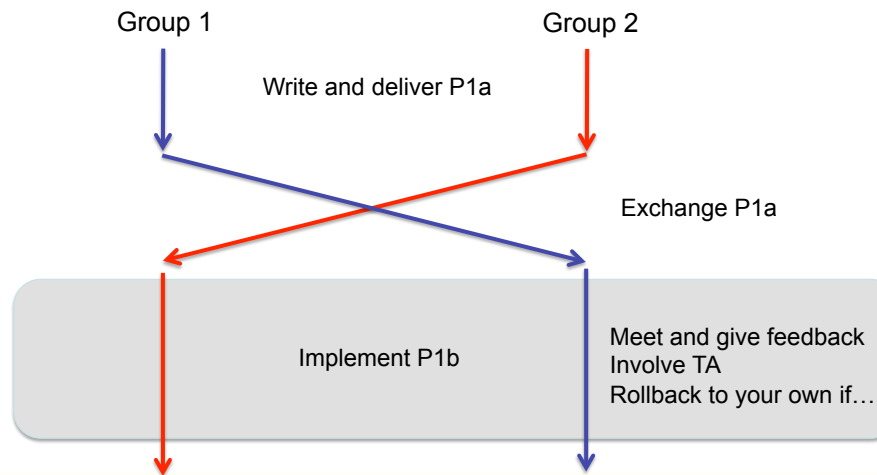 Group 1
Group 2
Write and deliver P1a
Exchange P1a
Implement P1b
Meet and give feedback
Involve TA
Rollback to your own if…